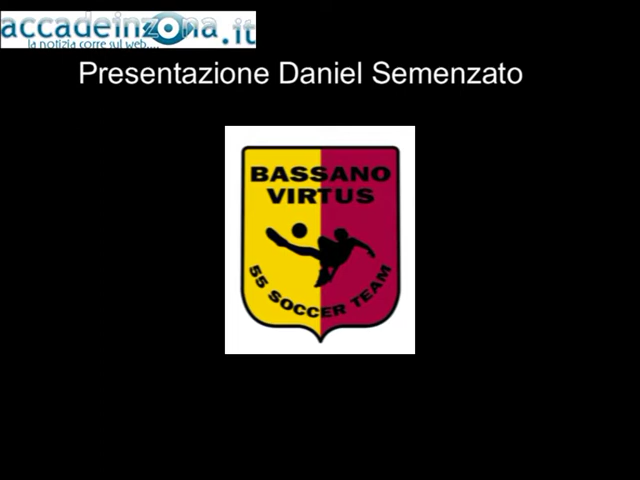 accadeinzona.it
la notizia corre sul web....
Presentazione Daniel Semenzato
BASSANO
VIRTUS
55 SOCCER TEAM